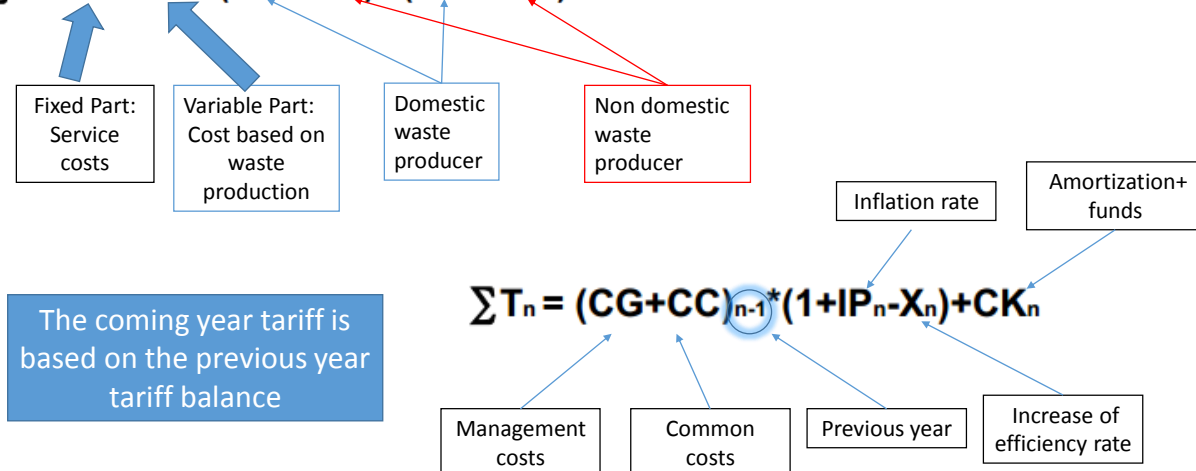 Fixed Part:
Service
costs
Variable Part:
Cost based on
waste
production
Domestic
waste
producer
Non domestic
waste
producer
Inflation rate
Amortization+
funds
The coming year tariff is
based on the previous year
tariff balance
∑Tn = (CG+CC)n-1*(1+IPn-Xn)+CKn
Management
costs
Common
costs
Previous year
Increase of
efficiency rate